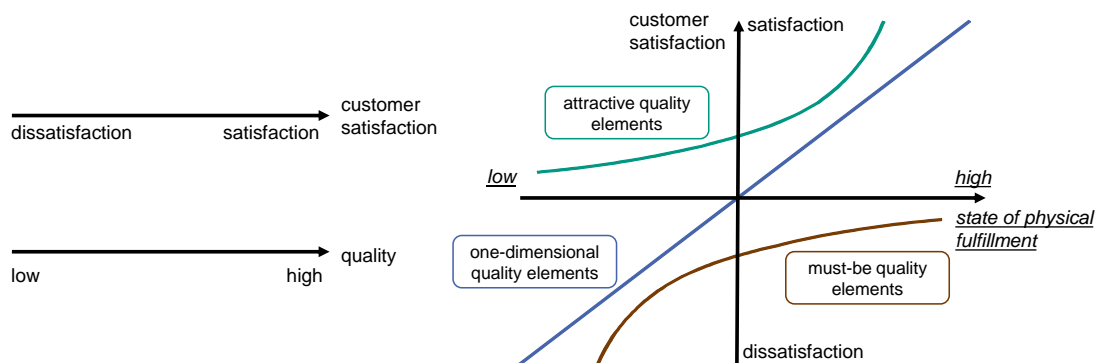 customer
satisfaction
dissatisfaction
satisfaction
quality
low
high
customer
satisfaction
satisfaction
attractive quality
elements
low
high
state of physical
fulfillment
one-dimensional
quality elements
must-be quality
elements
dissatisfaction